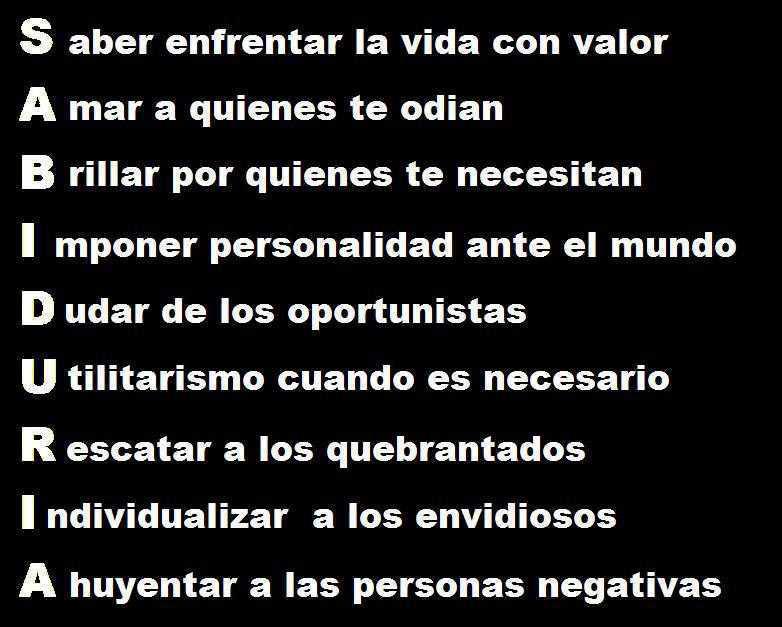 S aber enfrentar la vida con valor
A mar a quienes te odian
B rillar por quienes te necesitan
I mponer personalidad ante el mundo
D udar de los oportunistas
U tilitarismo cuando es necesario
R escatar a los quebrantados
I ndividualizar a los envidiosos
A huyentar a las personas negativas